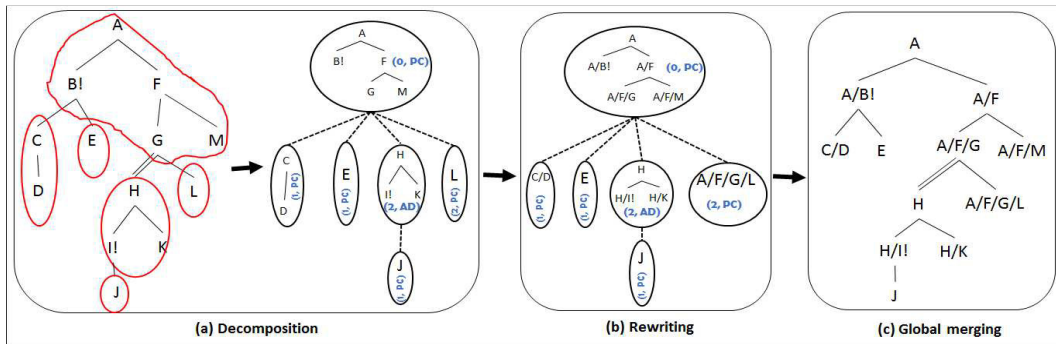 A
B! F
C E G M
D H L
I! K
J
A
B! F (0, PC)
G M
C
D
(1, PC)
E
(1, PC)
H
I! K
(2, AD)
L
(2, PC)
J
(1, PC)
(a) Decomposition
A
A/B! A/F (0, PC)
A/F/G A/F/M
C/D
(1, PC)
E
(1, PC)
H
H/I! H/K
(2, AD)
A/F/G/L
(2, PC)
J
(1, PC)
(b) Rewriting
A
A/B! A/F
C/D E A/F/G A/F/M
H A/F/G/L
H/I! H/K
J
(c) Global merging